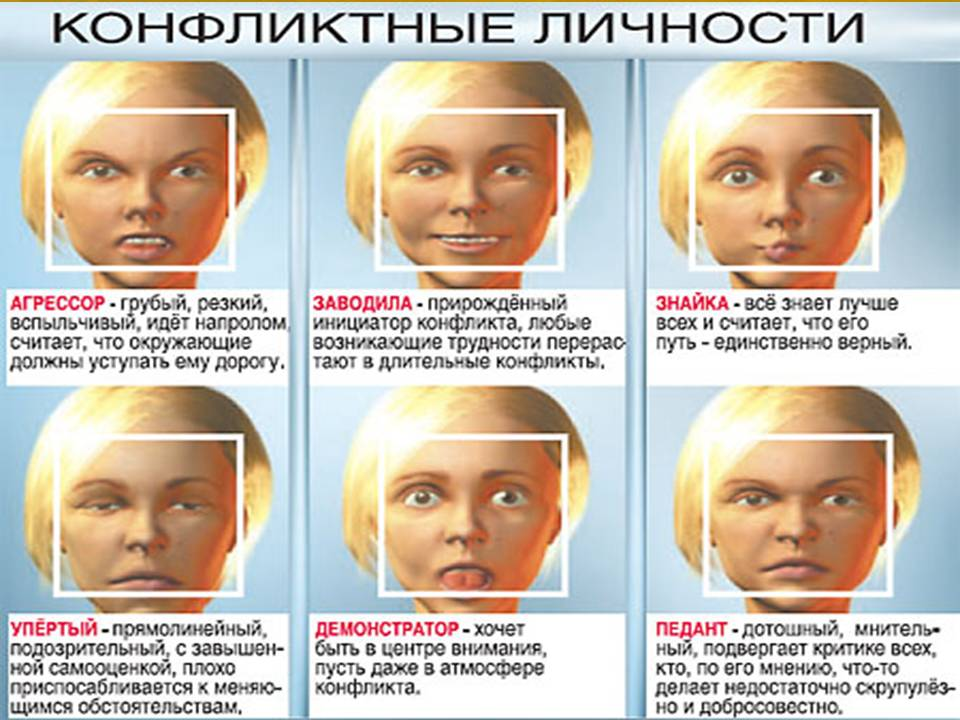 КОНФЛИКТНЫЕ ЛИЧНОСТИ
АГРЕССОР - грубый, резкий,
вспыльчивый, идёт напролом,
считает, что окружающие
должны уступать ему дорогу.
ЗАВОДИЛА - прирождённый
инициатор конфликта, любые
возникающие трудности перерас-
тают в длительные конфликты.
ЗНАЙКА - всё знает лучше
всех и считает, что его
путь - единственно верный.
УПЁРТЫЙ - прямолинейный,
подозрительный, с завышен-
ной самооценкой, плохо
приспосабливается к меняю-
щимся обстоятельствам.
ДЕМОНСТРАТОР - хочет
быть в центре внимания,
пусть даже в атмосфере
конфликта.
ПЕДАНТ - дотошный, мнитель-
ный, подвергает критике всех,
кто, по его мнению, что-то
делает недостаточно скрупулёз-
но и добросовестно.